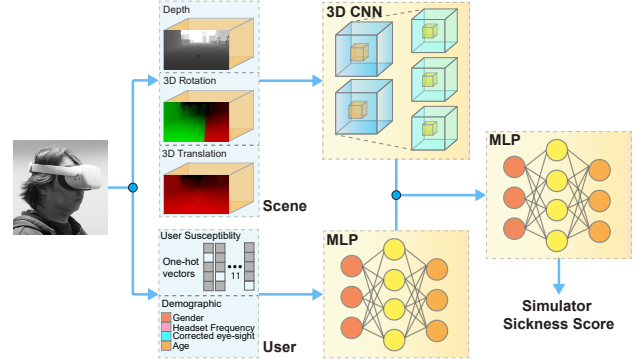 Depth
3D CNN
3D Rotation
3D Translation
Scene
MLP
User Susceptiblity
One-hot
vectors
11
MLP
Demographic
Gender
Headset Frequency
Corrected eye-sight
Age
User
Simulator
Sickness Score